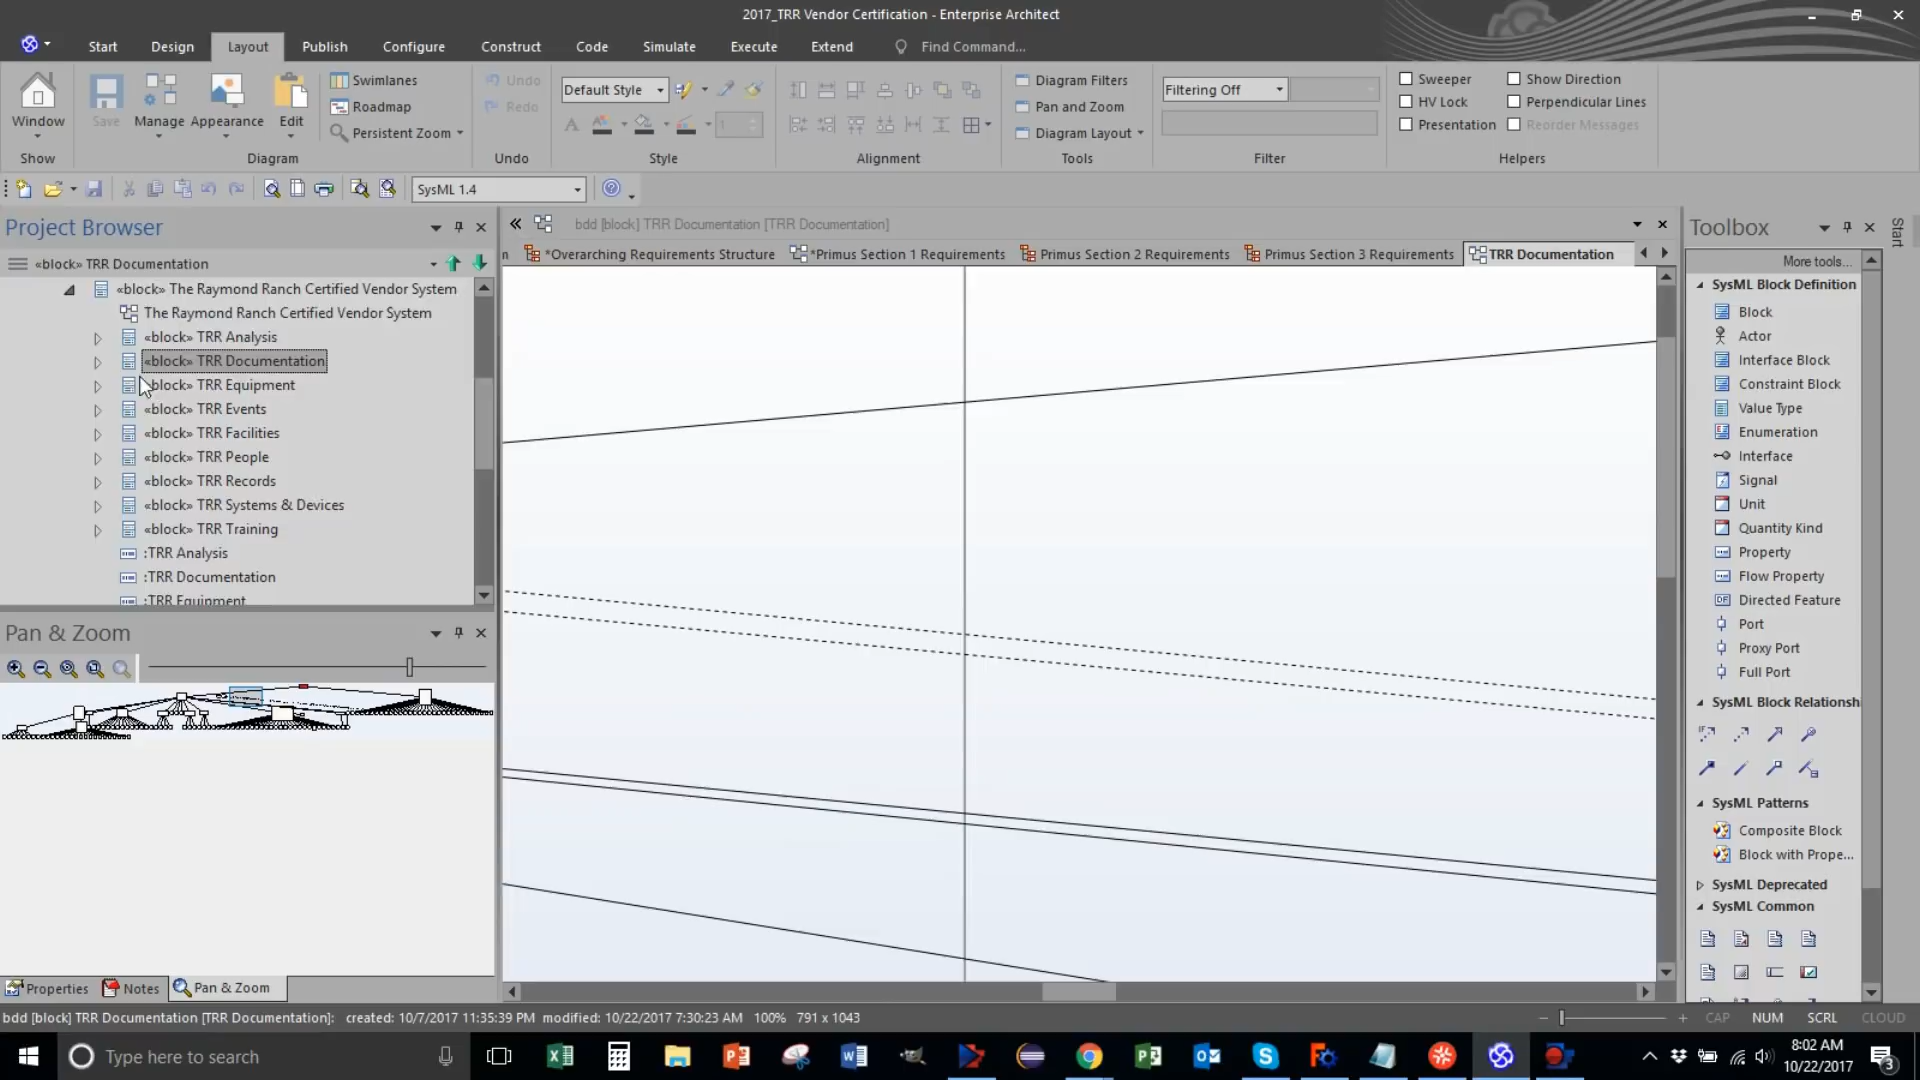 2017_TRR Vendor Certification - Enterprise Architect
Start Design Layout Publish Configure Construct Code Simulate Execute Extend Find Command...
Window
Save
Manage
Appearance
Edit
Swimlanes
Roadmap
Persistent Zoom
Undo
Redo
Default Style
1
Diagram Filters
Pan and Zoom
Diagram Layout
Filtering Off
Sweeper
HV Lock
Presentation
Show Direction
Perpendicular Lines
Reorder Messages
Show Diagram Undo Style Alignment Tools Filter Helpers
SysML 1.4
Project Browser
«block» TRR Documentation
«block» The Raymond Ranch Certified Vendor System
The Raymond Ranch Certified Vendor System
«block» TRR Analysis
«block» TRR Documentation
«block» TRR Equipment
«block» TRR Events
«block» TRR Facilities
«block» TRR People
«block» TRR Records
«block» TRR Systems & Devices
«block» TRR Training
:TRR Analysis
:TRR Documentation
:TRR Equipment
Pan & Zoom
Properties Notes Pan & Zoom
bdd [block] TRR Documentation [TRR Documentation]
n *Overarching Requirements Structure *Primus Section 1 Requirements Primus Section 2 Requirements Primus Section 3 Requirements TRR Documentation
Toolbox
Start
More tools...
SysML Block Definition
Block
Actor
Interface Block
Constraint Block
Value Type
Enumeration
Interface
Signal
Unit
Quantity Kind
Property
Flow Property
Directed Feature
Port
Proxy Port
Full Port
SysML Block Relationsh
SysML Patterns
Composite Block
Block with Prope...
SysML Deprecated
SysML Common
bdd [block] TRR Documentation [TRR Documentation]: created: 10/7/2017 11:35:39 PM modified: 10/22/2017 7:30:23 AM 100% 791 x 1043
CAP NUM SCRL CLOUD
Type here to search
8:02 AM
10/22/2017
3